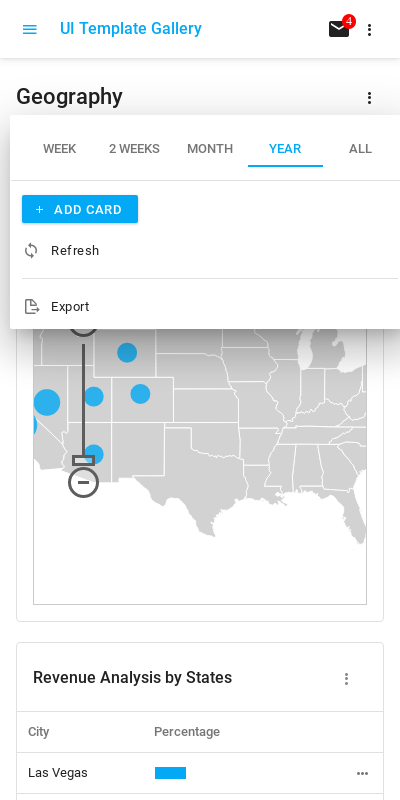 UI Template Gallery
4
Geography
WEEK 2 WEEKS MONTH YEAR ALL
ADD CARD
Refresh
Export
Revenue Analysis by States
City Percentage
Las Vegas